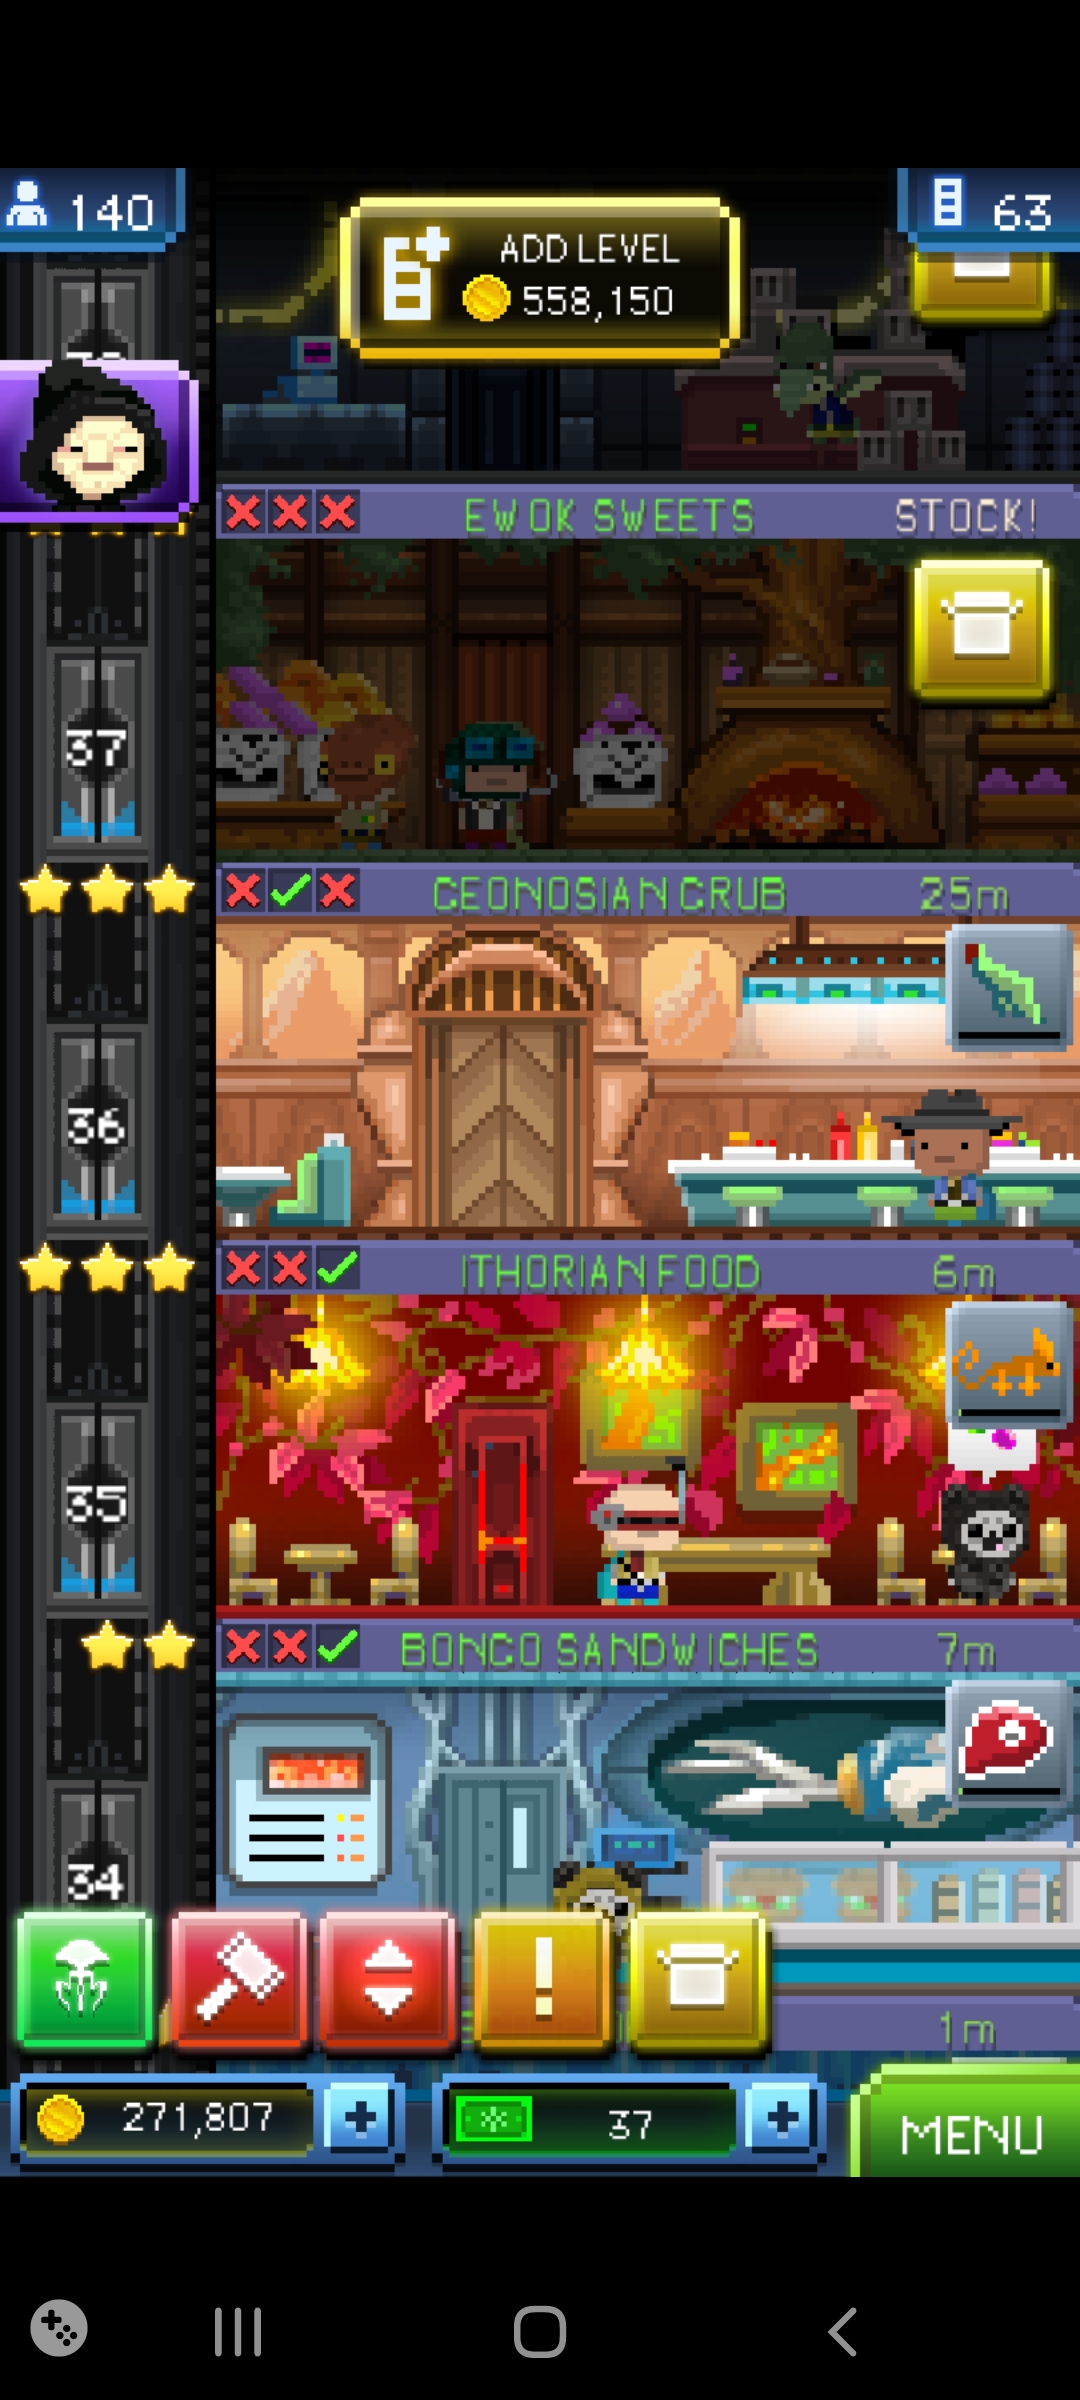 140
ADD LEVEL
558,150
63
EWOK SWEETS
STOCK!
37
GEONOSIAN GRUB
25m
36
ITHORIAN FOOD
6m
35
BONGO SANDWICHES
7m
34
!
1m
271,807
37
MENU